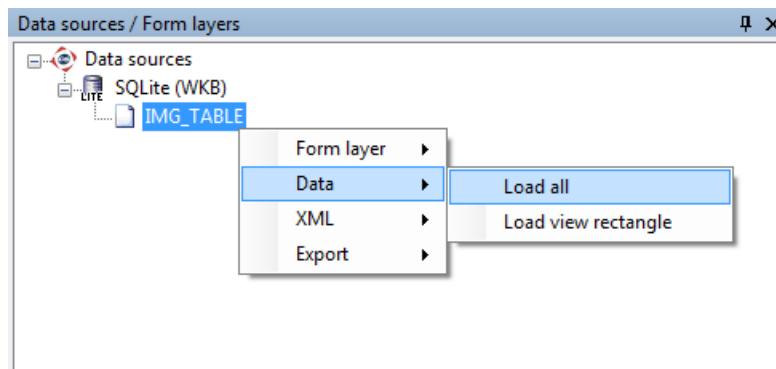 Data sources / Form layers
Data sources
LITE
SQLite (WKB)
IMG_TABLE
Form layer
Data
Load all
XML
Load view rectangle
Export